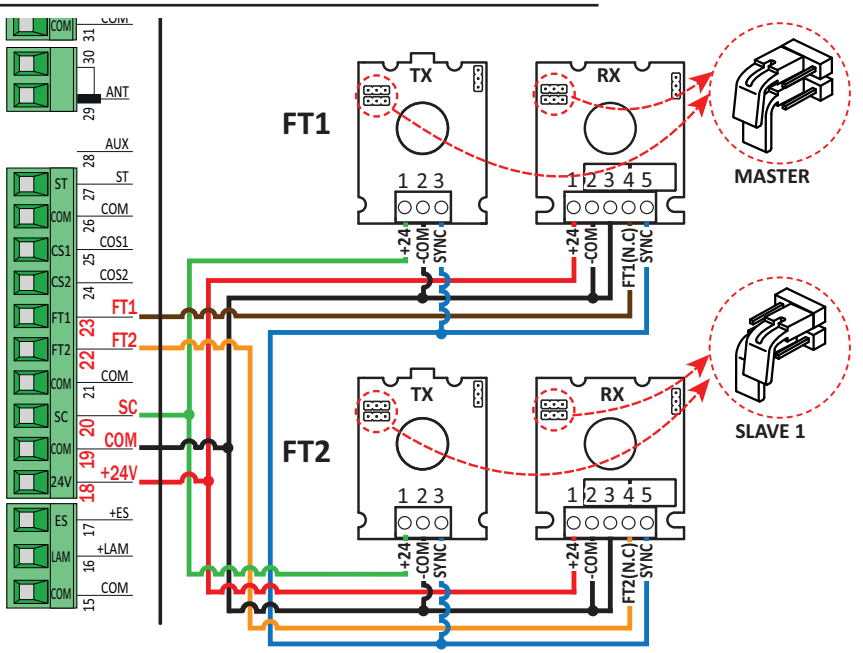 COM
31
COM
30
ANT
29
AUX
28
ST
ST
27
COM
COM
26
CS1
COS1
25
CS2
COS2
24
FT1
FT1
23
FT2
FT2
22
COM
COM
21
SC
SC
20
COM
COM
19
24V
+24V
18
ES
+ES
17
LAM
+LAM
16
COM
COM
15
FT1
TX
1 2 3
+24
-COM
SYNC
RX
1 2 3 4 5
+24
-COM
FT1(N.C)
SYNC
MASTER
FT2
TX
1 2 3
+24
-COM
SYNC
RX
1 2 3 4 5
+24
-COM
FT2(N.C)
SYNC
SLAVE 1